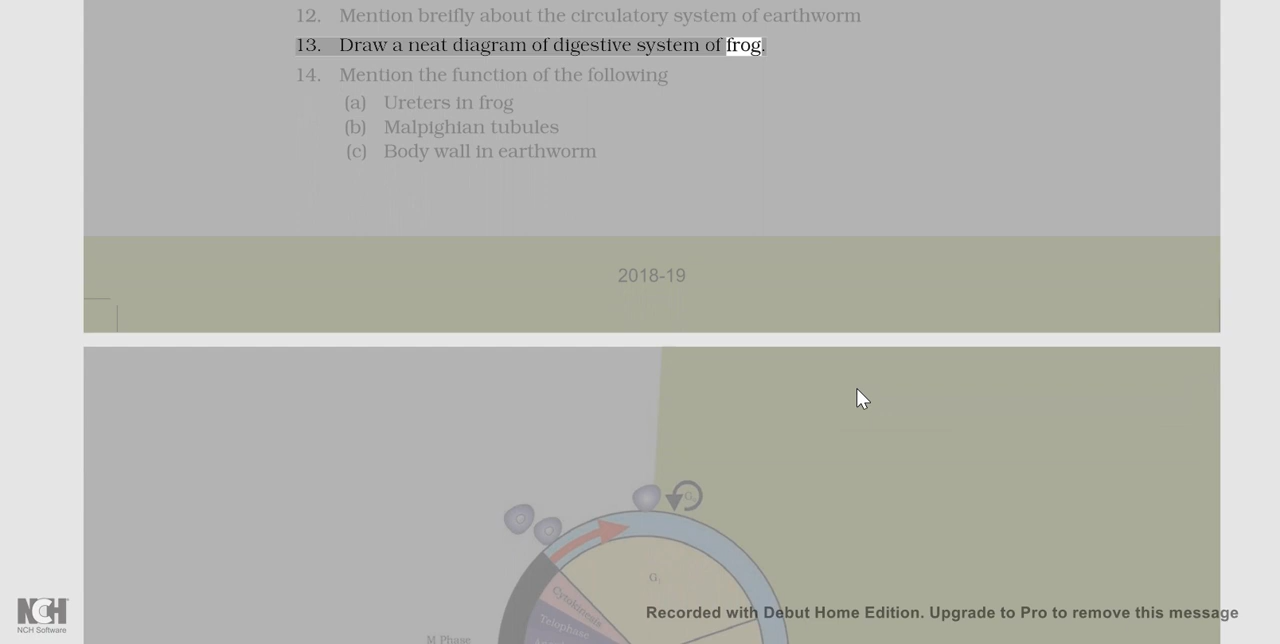 12. Mention breifly about the circulatory system of earthworm
13. Draw a neat diagram of digestive system of frog.
14. Mention the function of the following
(a) Ureters in frog
(b) Malpighian tubules
(c) Body wall in earthworm
2018-19
G₁
Cytokinesis
Telophase
M Phase
NCH
NCH Software
Recorded with Debut Home Edition. Upgrade to Pro to remove this message